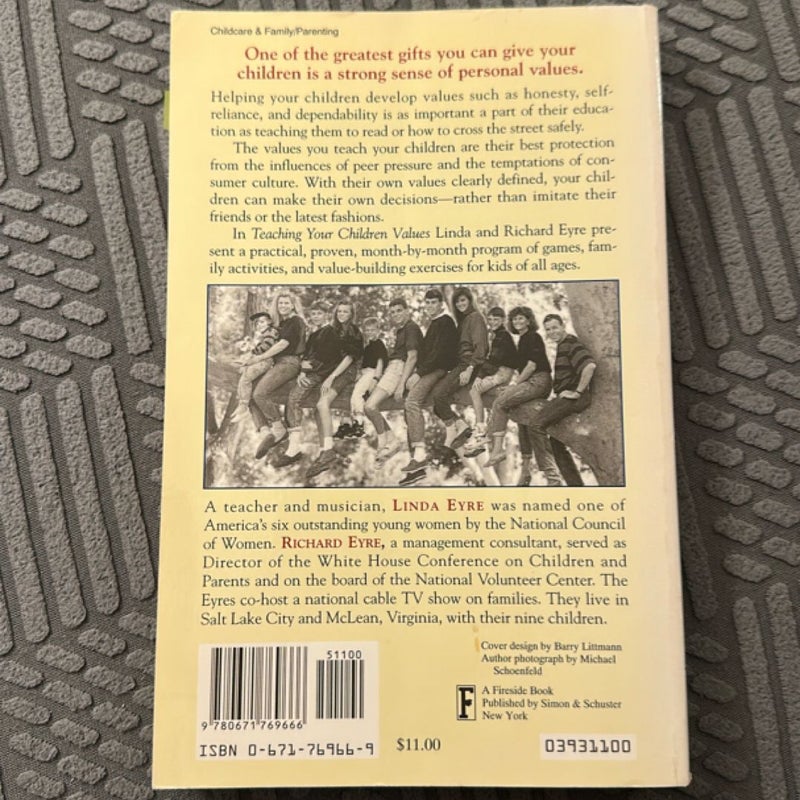 Childcare & Family/Parenting
One of the greatest gifts you can give your
children is a strong sense of personal values.
Helping your children develop values such as honesty, self-
reliance, and dependability is as important a part of their educa-
tion as teaching them to read or how to cross the street safely.
The values you teach your children are their best protection
from the influences of peer pressure and the temptations of con-
sumer culture. With their own values clearly defined, your chil-
dren can make their own decisions—rather than imitate their
friends or the latest fashions.
In Teaching Your Children Values Linda and Richard Eyre pre-
sent a practical, proven, month-by-month program of games, fam-
ily activities, and value-building exercises for kids of all ages.
A teacher and musician, LINDA EYRE was named one of
America's six outstanding young women by the National Council
of Women. RICHARD EYRE, a management consultant, served as
Director of the White House Conference on Children and
Parents and on the board of the National Volunteer Center. The
Eyres co-host a national cable TV show on families. They live in
Salt Lake City and McLean, Virginia, with their nine children.
51100
9 780671 769666
ISBN 0-671-76966-9
$11.00
Cover design by Barry Littmann
Author photograph by Michael
Schoenfeld
F
A Fireside Book
Published by Simon & Schuster
New York
03931100